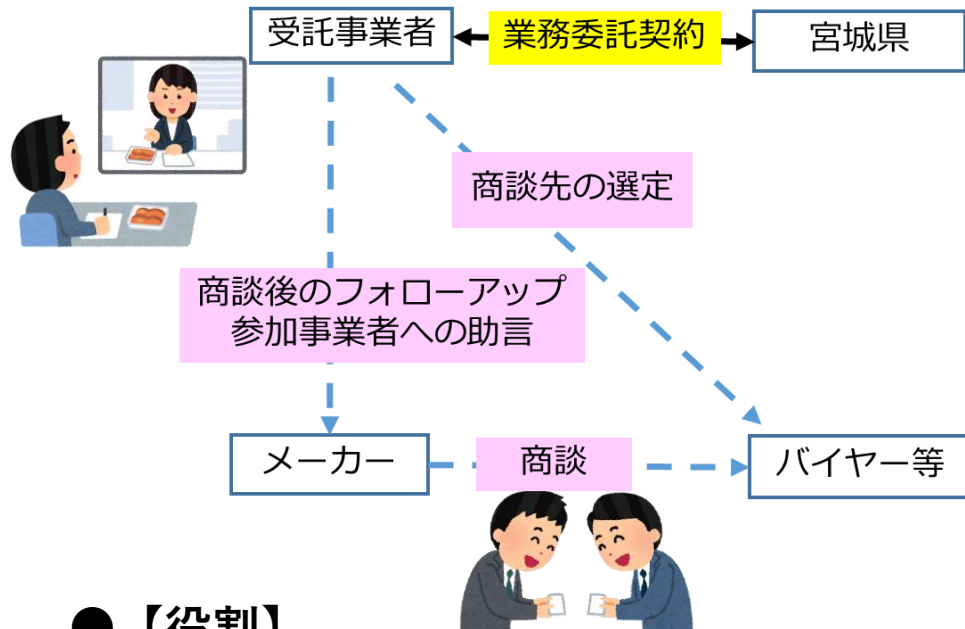 受託事業者
業務委託契約
宮城県
商談先の選定
商談後のフォローアップ
参加事業者への助言
メーカー
商談
バイヤー等
●【役割】